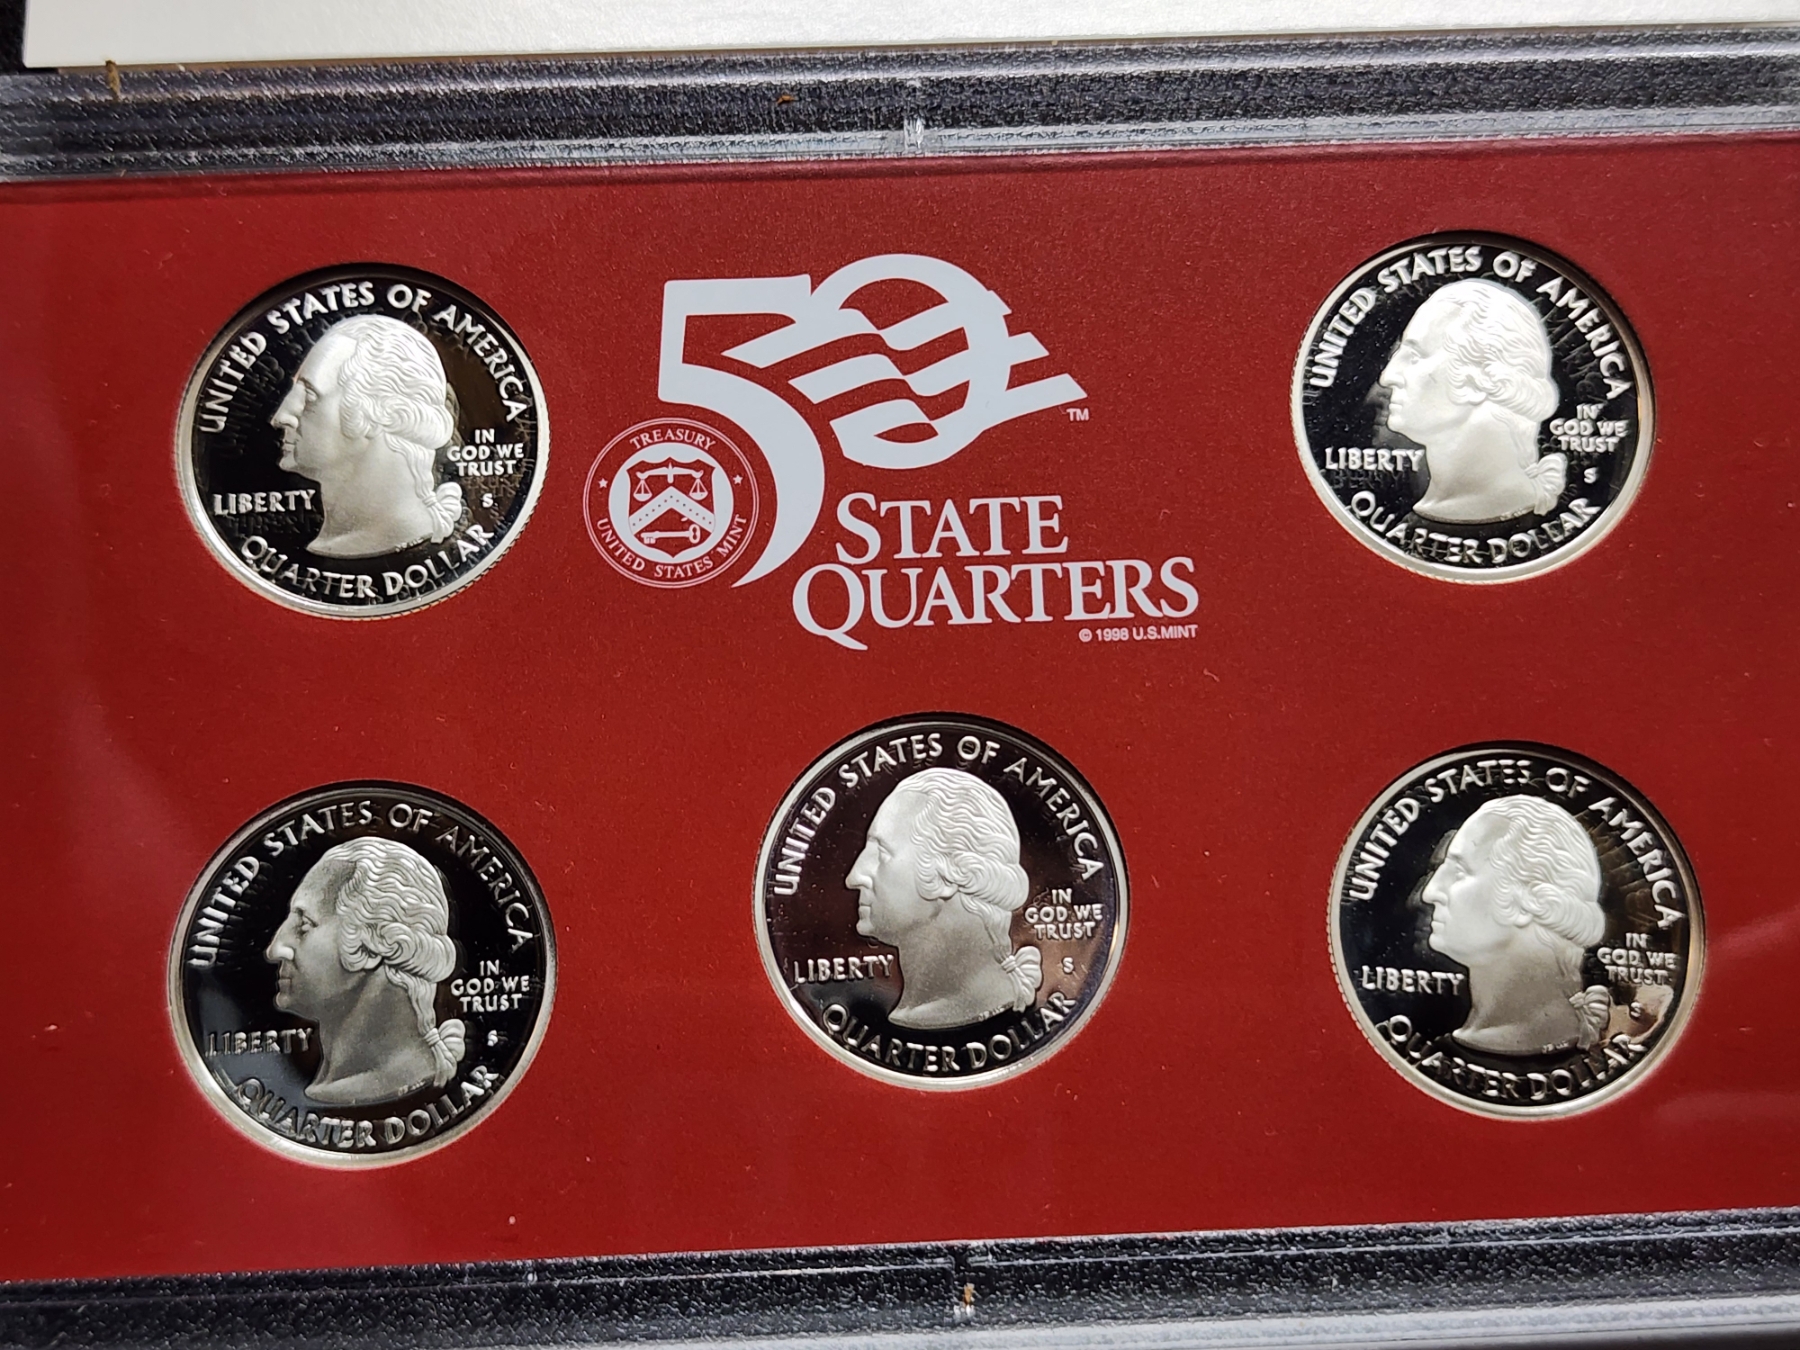 UNITED STATES OF AMERICA
IN
GOD WE
TRUST
LIBERTY
S
QUARTER DOLLAR
50
TM
TREASURY
UNITED STATES MINT
STATE
QUARTERS
© 1998 U.S.MINT
UNITED STATES OF AMERICA
IN
GOD WE
TRUST
LIBERTY
S
QUARTER DOLLAR
UNITED STATES OF AMERICA
IN
GOD WE
TRUST
LIBERTY
S
QUARTER DOLLAR
UNITED STATES OF AMERICA
IN
GOD WE
TRUST
LIBERTY
S
QUARTER DOLLAR
UNITED STATES OF AMERICA
IN
GOD WE
TRUST
LIBERTY
S
QUARTER DOLLAR